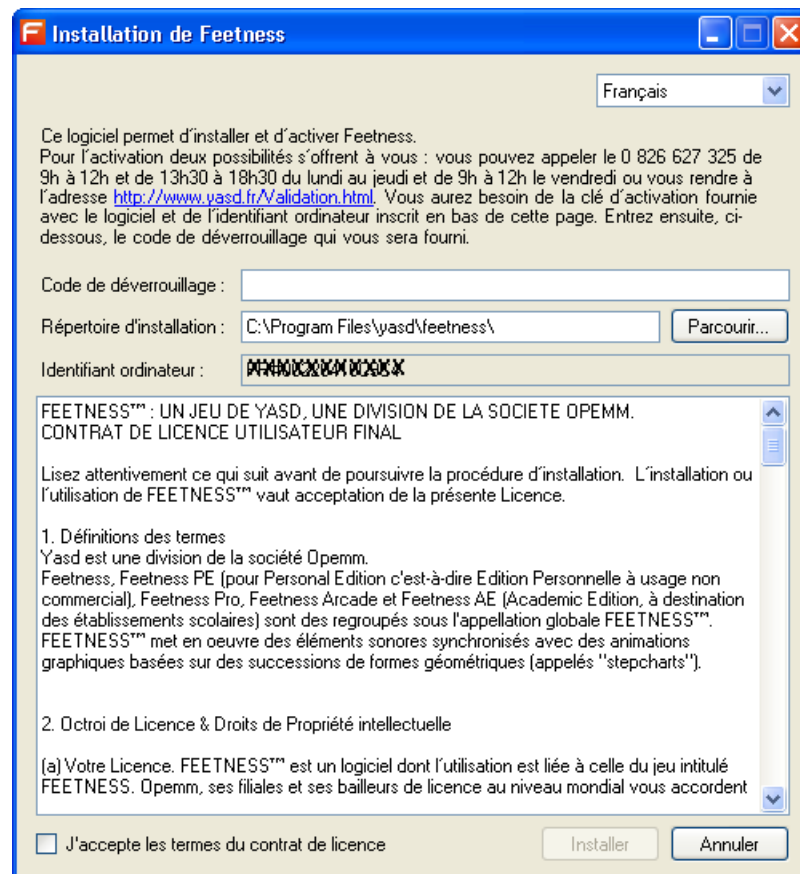 Installation de Feetness
Français
Ce logiciel permet d'installer et d'activer Feetness.
Pour l'activation deux possibilités s'offrent à vous : vous pouvez appeler le 0 826 627 325 de
9h à 12h et de 13h30 à 18h30 du lundi au jeudi et de 9h à 12h le vendredi ou vous rendre à
l'adresse http://www.yasd.fr/Validation.html. Vous aurez besoin de la clé d'activation fournie
avec le logiciel et de l'identifiant ordinateur inscrit en bas de cette page. Entrez ensuite, ci-
dessous, le code de déverrouillage qui vous sera fourni.
Code de déverrouillage :
Répertoire d'installation : C:\Program Files\yasd\feetness\ Parcourir...
Identifiant ordinateur :
FEETNESS™ : UN JEU DE YASD, UNE DIVISION DE LA SOCIETE OPEMM.
CONTRAT DE LICENCE UTILISATEUR FINAL
Lisez attentivement ce qui suit avant de poursuivre la procédure d'installation. L'installation ou
l'utilisation de FEETNESS™ vaut acceptation de la présente Licence.
1. Définitions des termes
Yasd est une division de la société Opemm.
Feetness, Feetness PE (pour Personal Edition c'est-à-dire Edition Personnelle à usage non
commercial), Feetness Pro, Feetness Arcade et Feetness AE (Academic Edition, à destination
des établissements scolaires) sont des regroupés sous l'appellation globale FEETNESS™.
FEETNESS™ met en oeuvre des éléments sonores synchronisés avec des animations
graphiques basées sur des successions de formes géométriques (appelés "stepcharts").
2. Octroi de Licence & Droits de Propriété intellectuelle
(a) Votre Licence. FEETNESS™ est un logiciel dont l'utilisation est liée à celle du jeu intitulé
FEETNESS. Opemm, ses filiales et ses bailleurs de licence au niveau mondial vous accordent
J'accepte les termes du contrat de licence Installer Annuler